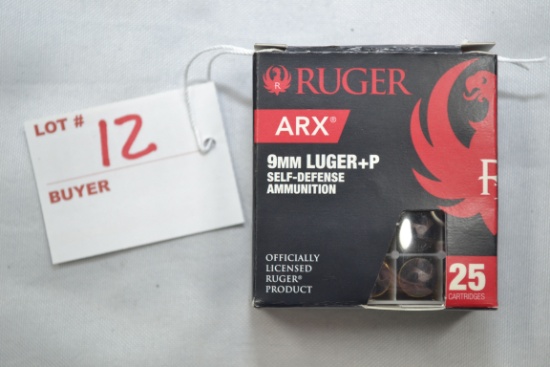 LOT # 12
BUYER
RUGER
R
ARX®
9MM LUGER+P
SELF-DEFENSE
AMMUNITION
OFFICIALLY
LICENSED
RUGER®
PRODUCT
25
CARTRIDGES